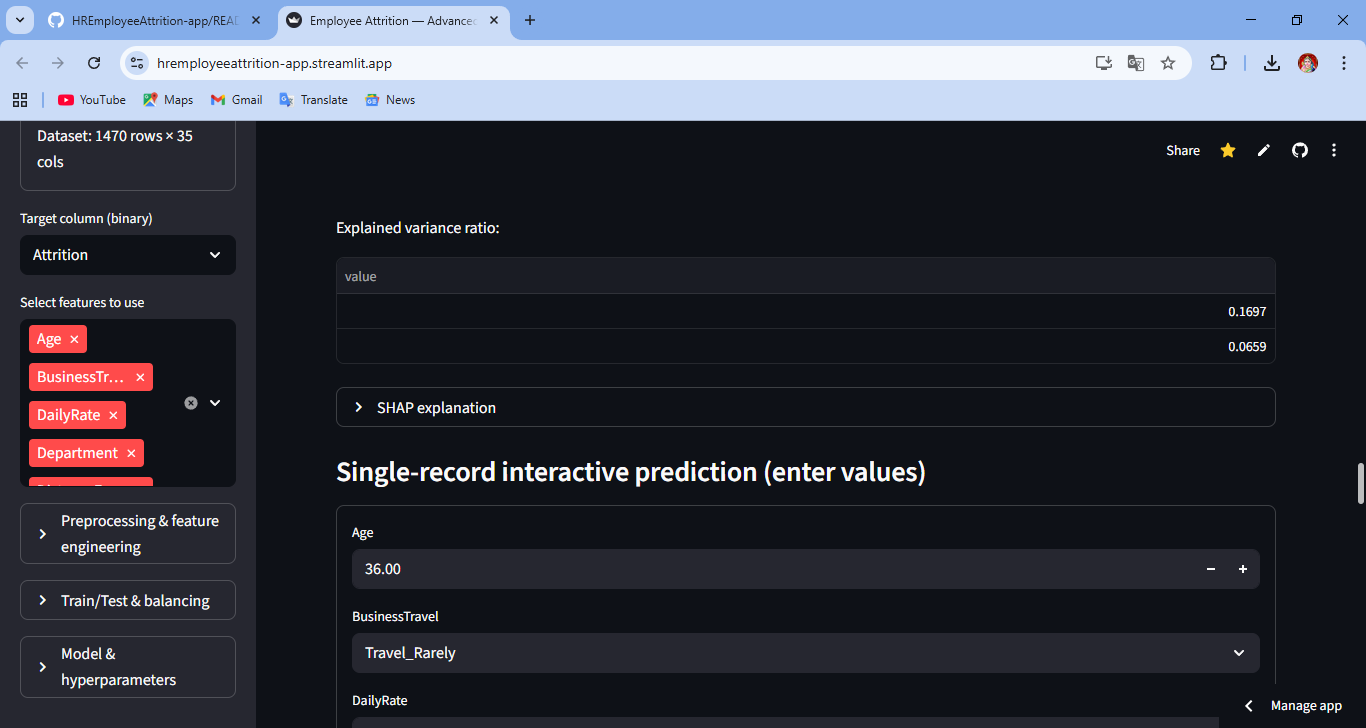 HREmployeeAttrition-app/READ
Employee Attrition — Advanced
hremployeeattrition-app.streamlit.app
YouTube
Maps
Gmail
Translate
News
Dataset: 1470 rows × 35
cols
Target column (binary)
Attrition
Select features to use
Age
BusinessTr...
DailyRate
Department
Preprocessing & feature
engineering
Train/Test & balancing
Model &
hyperparameters
Share
Explained variance ratio:
value
0.1697
0.0659
SHAP explanation
Single-record interactive prediction (enter values)
Age
36.00
BusinessTravel
Travel_Rarely
DailyRate
Manage app